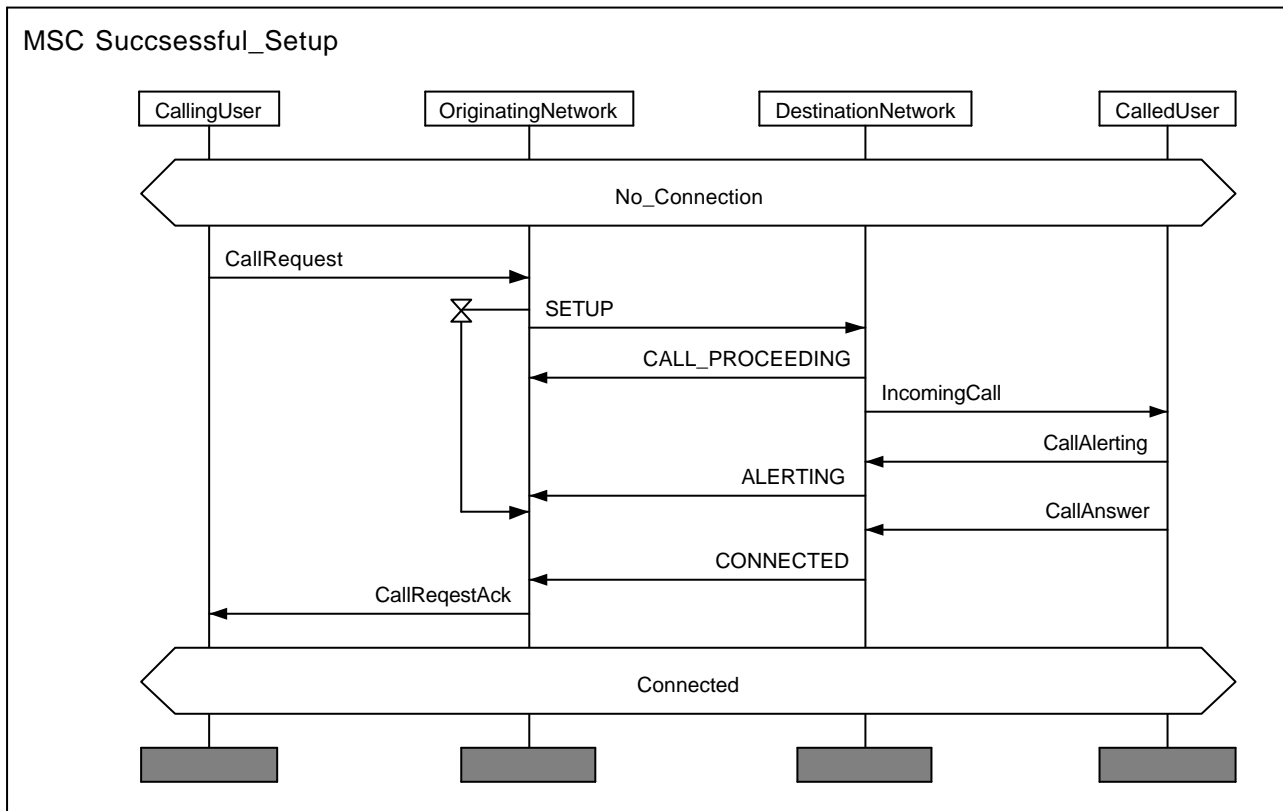 MSC Succsessful_Setup
CallingUser
OriginatingNetwork
DestinationNetwork
CalledUser
No_Connection
CallRequest
SETUP
CALL_PROCEEDING
IncomingCall
CallAlerting
ALERTING
CallAnswer
CONNECTED
CallReqestAck
Connected